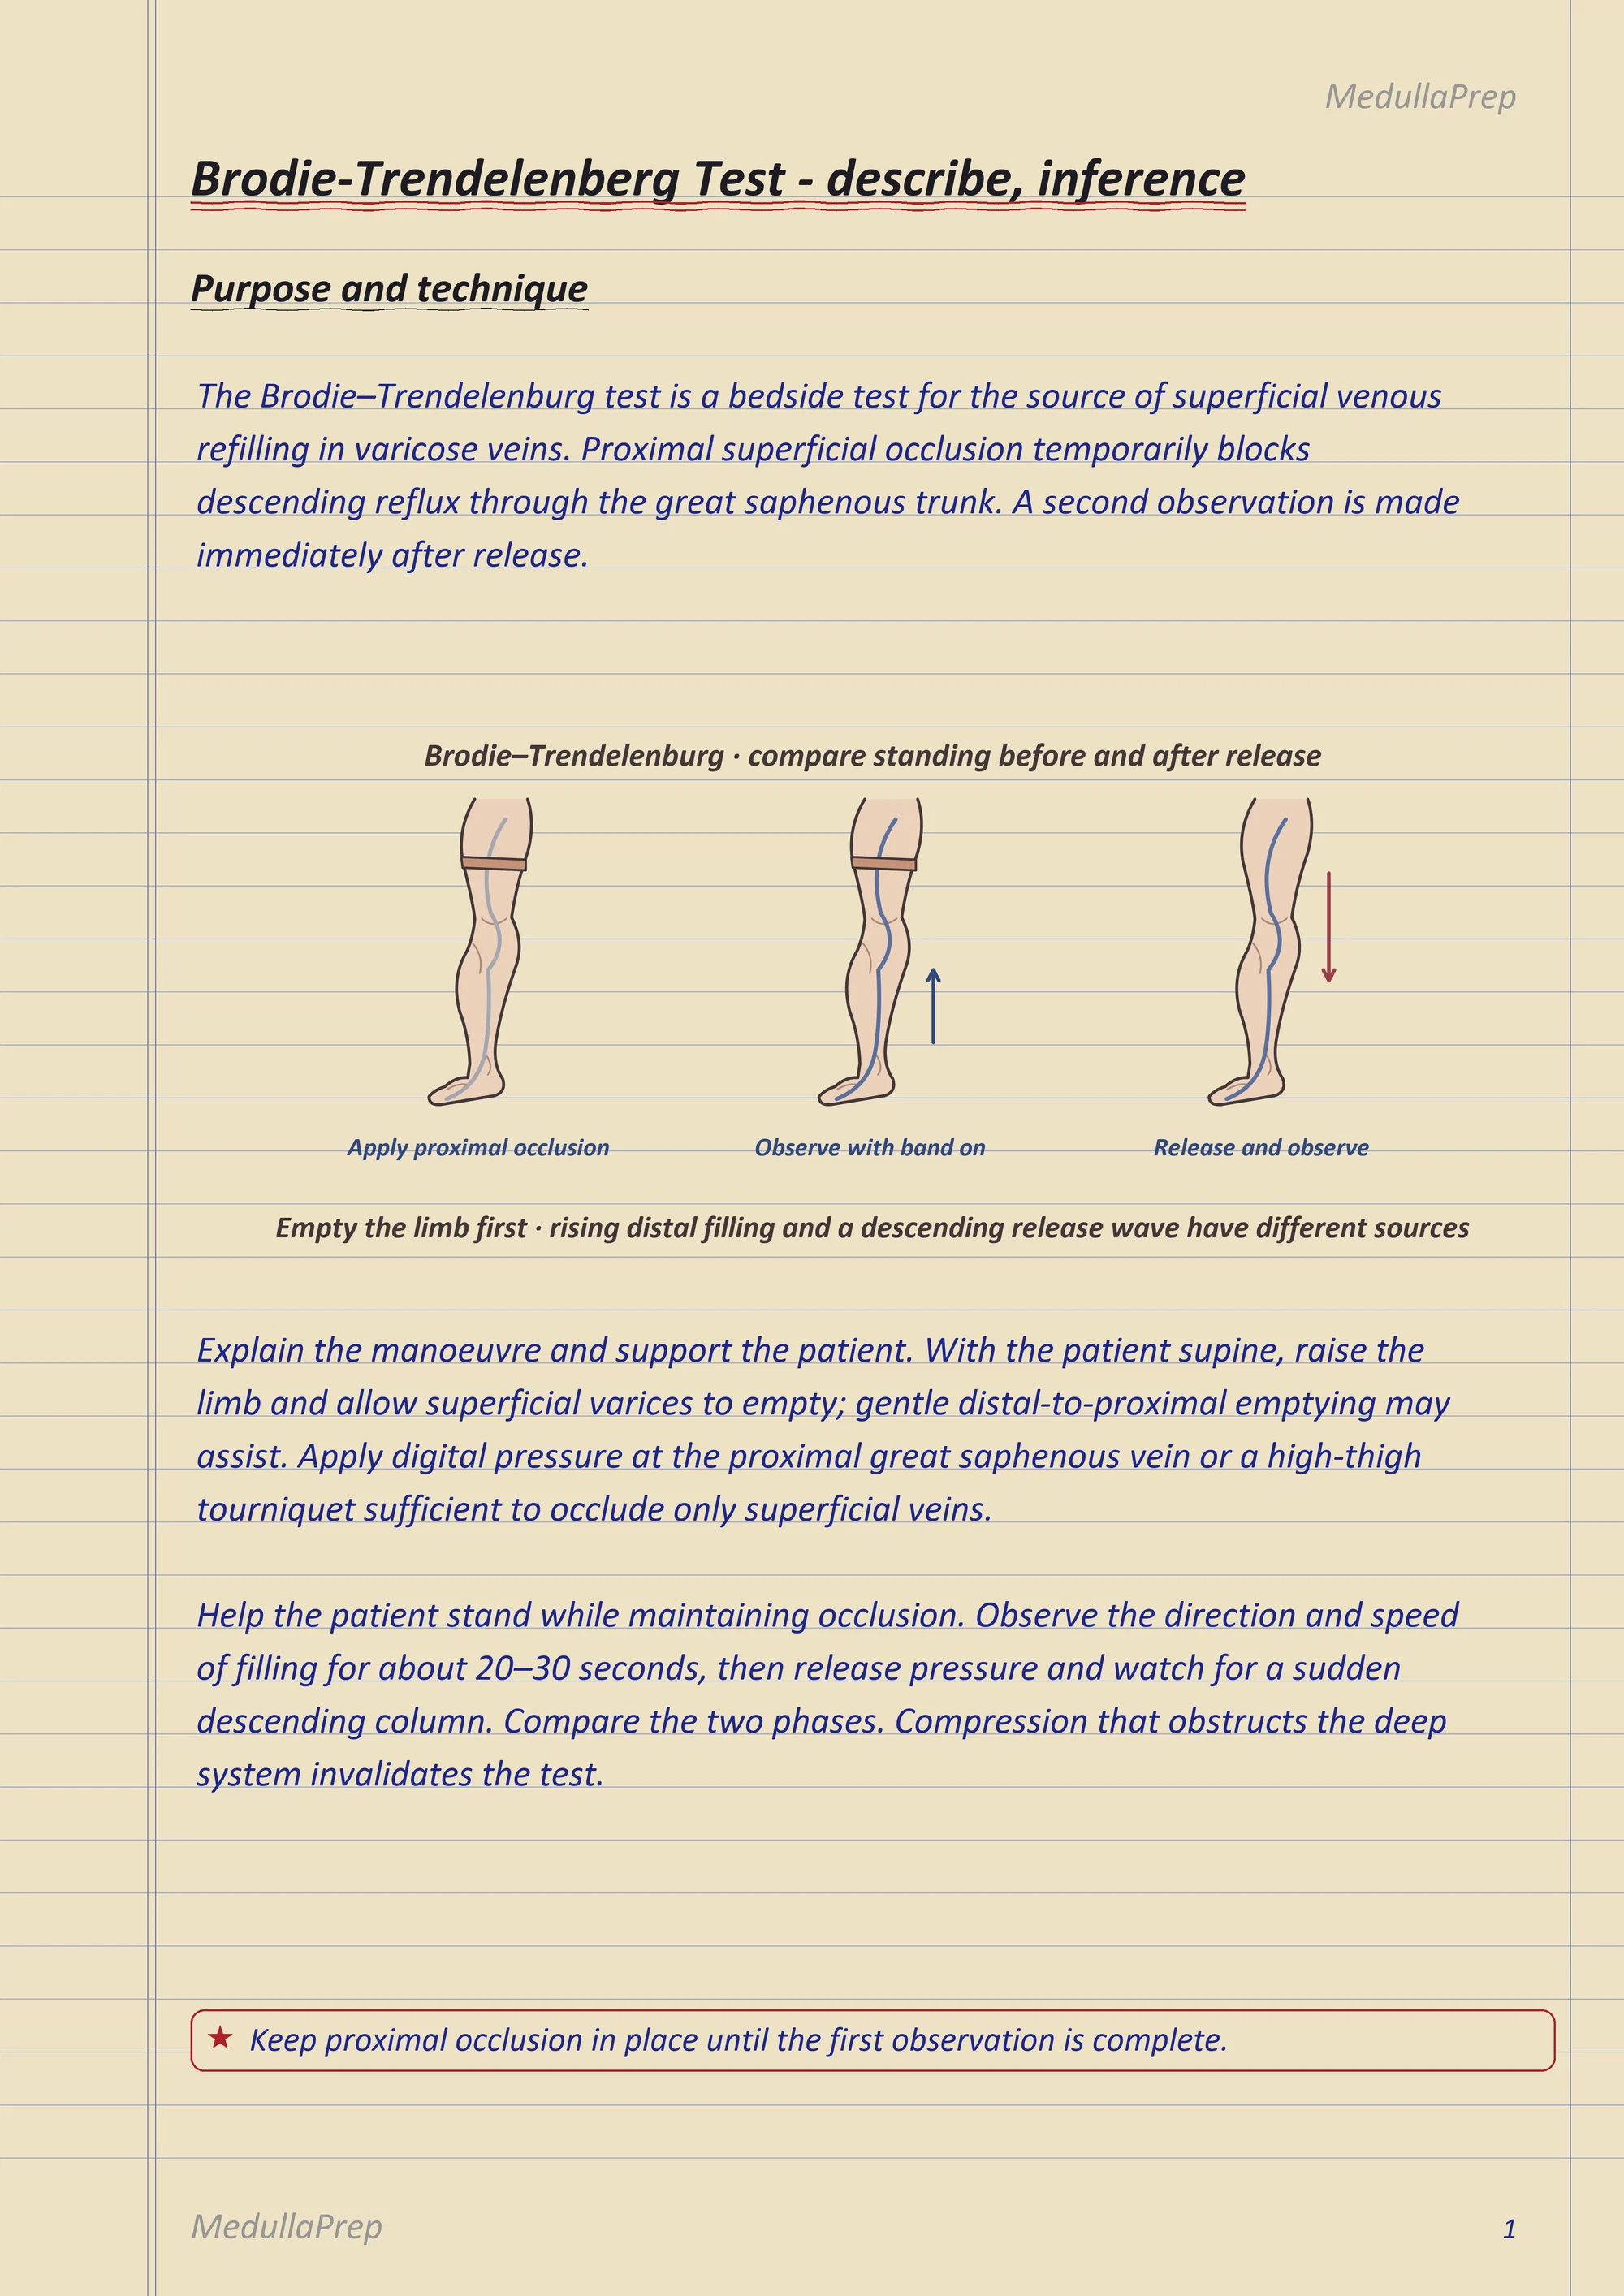 MedullaPrep
Brodie-Trendelenberg Test - describe, inference
Purpose and technique
The Brodie–Trendelenburg test is a bedside test for the source of superficial venous
refilling in varicose veins. Proximal superficial occlusion temporarily blocks
descending reflux through the great saphenous trunk. A second observation is made
immediately after release.
Brodie–Trendelenburg · compare standing before and after release
Apply proximal occlusion
Observe with band on
Release and observe
Empty the limb first · rising distal filling and a descending release wave have different sources
Explain the manoeuvre and support the patient. With the patient supine, raise the
limb and allow superficial varices to empty; gentle distal-to-proximal emptying may
assist. Apply digital pressure at the proximal great saphenous vein or a high-thigh
tourniquet sufficient to occlude only superficial veins.
Help the patient stand while maintaining occlusion. Observe the direction and speed
of filling for about 20–30 seconds, then release pressure and watch for a sudden
descending column. Compare the two phases. Compression that obstructs the deep
system invalidates the test.
★ Keep proximal occlusion in place until the first observation is complete.
MedullaPrep
1